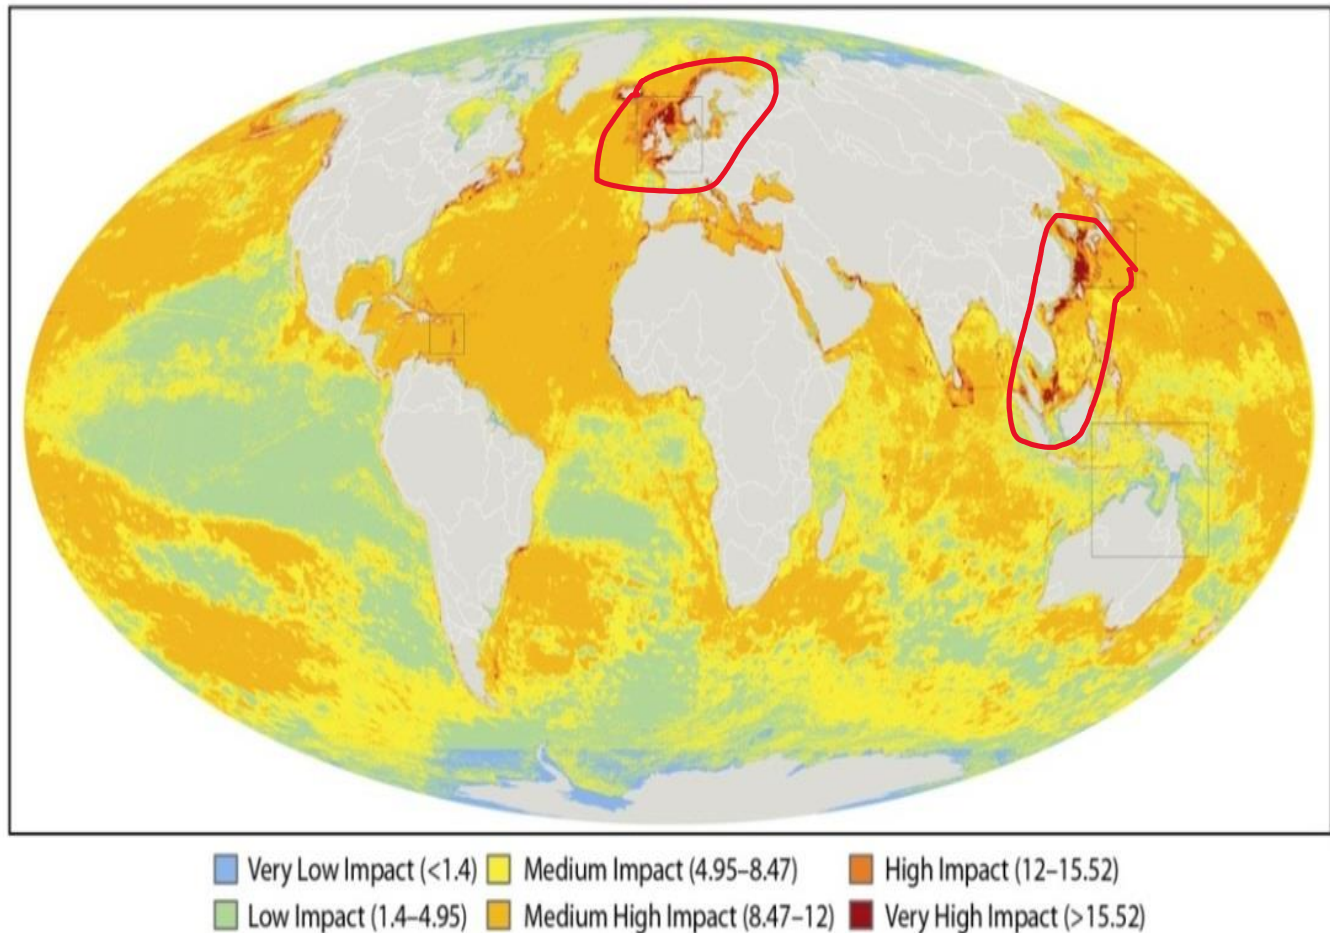 Very Low Impact (<1.4) Medium Impact (4.95–8.47) High Impact (12–15.52)
Low Impact (1.4–4.95) Medium High Impact (8.47–12) Very High Impact (>15.52)